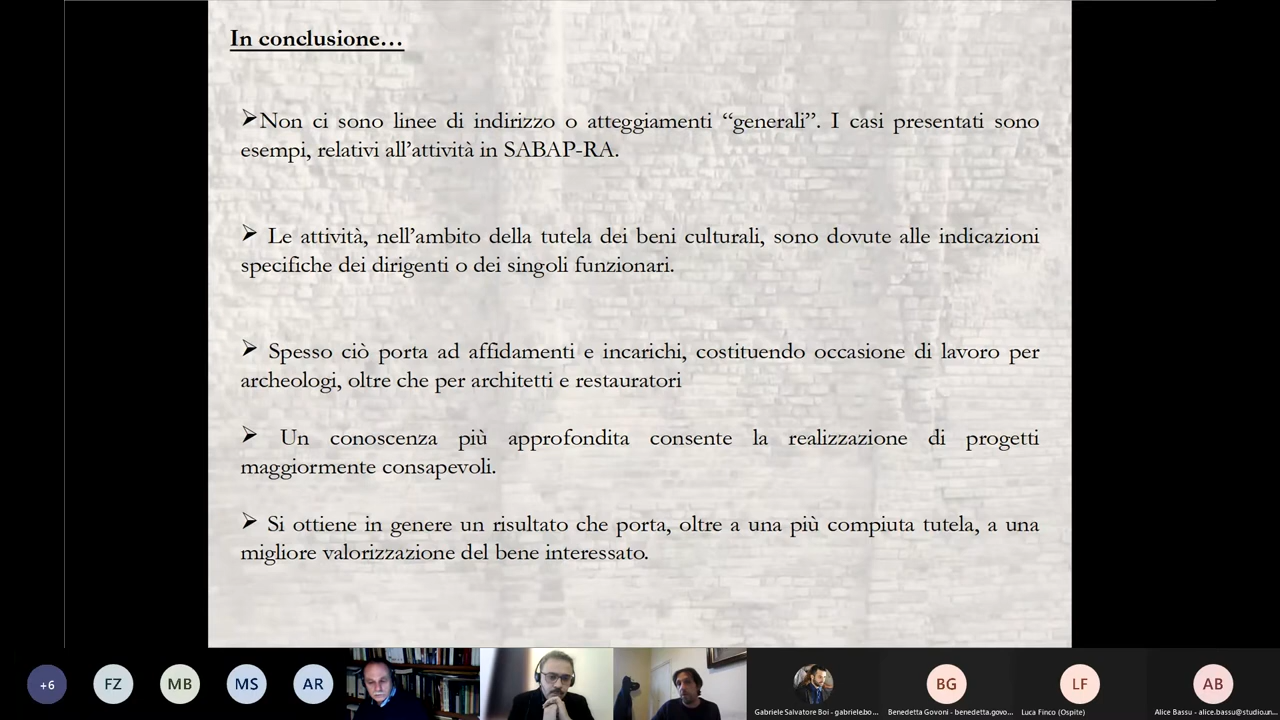 In conclusione…
➢Non ci sono linee di indirizzo o atteggiamenti “generali”. I casi presentati sono
esempi, relativi all’attività in SABAP-RA.
➢ Le attività, nell’ambito della tutela dei beni culturali, sono dovute alle indicazioni
specifiche dei dirigenti o dei singoli funzionari.
➢ Spesso ciò porta ad affidamenti e incarichi, costituendo occasione di lavoro per
archeologi, oltre che per architetti e restauratori
➢ Un conoscenza più approfondita consente la realizzazione di progetti
maggiormente consapevoli.
➢ Si ottiene in genere un risultato che porta, oltre a una più compiuta tutela, a una
migliore valorizzazione del bene interessato.
+6 FZ MB MS AR BG LF AB
Gabriele Salvatore Boi - gabriele.bo... Benedetta Govoni - benedetta.govo... Luca Finco (Ospite) Alice Bassu - alice.bassu@studio.un...